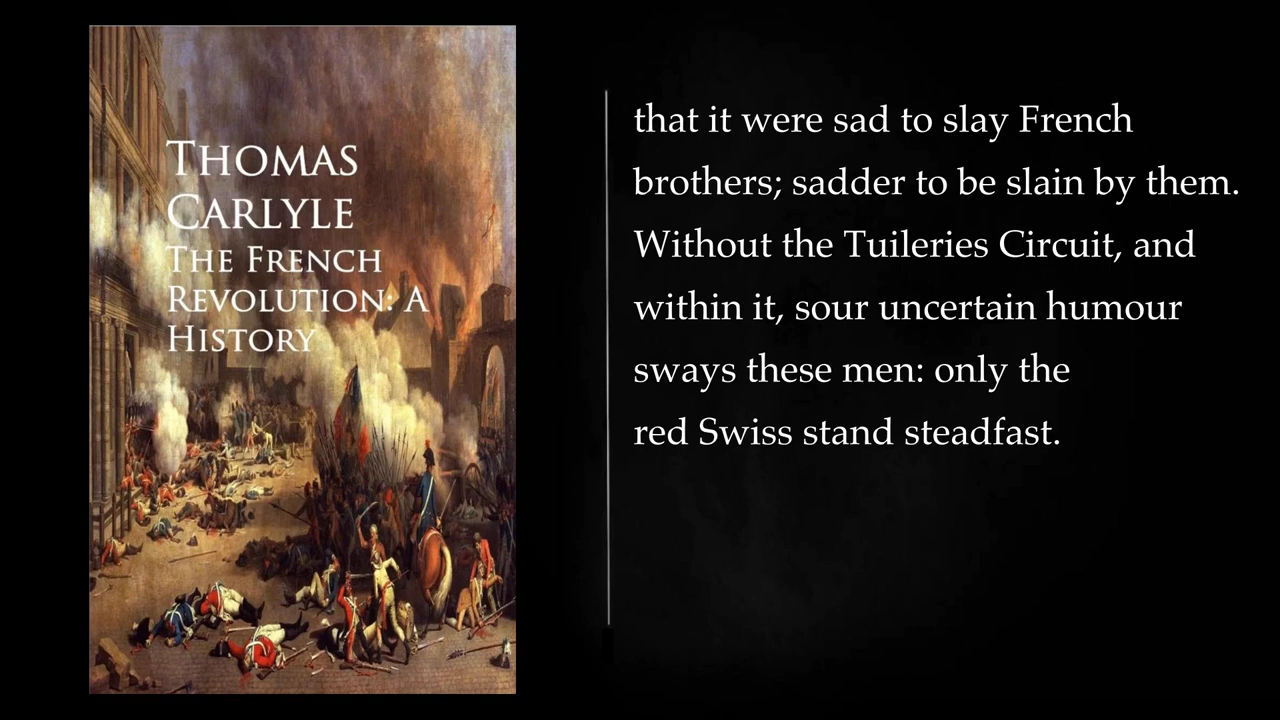 THOMAS
CARLYLE
THE FRENCH
REVOLUTION: A
HISTORY
that it were sad to slay French
brothers; sadder to be slain by them.
Without the Tuileries Circuit, and
within it, sour uncertain humour
sways these men: only the
red Swiss stand steadfast.